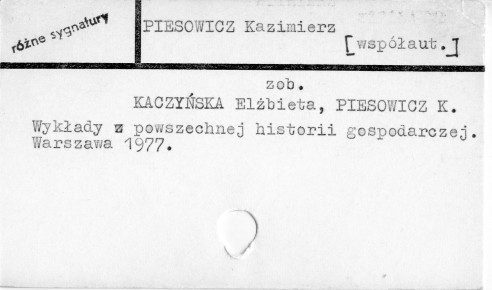 różne sygnatury
PIESOWICZ Kazimierz
[współaut.]
zob.
KACZYŃSKA Elżbieta, PIESOWICZ K.
Wykłady z powszechnej historii gospodarczej.
Warszawa 1977.